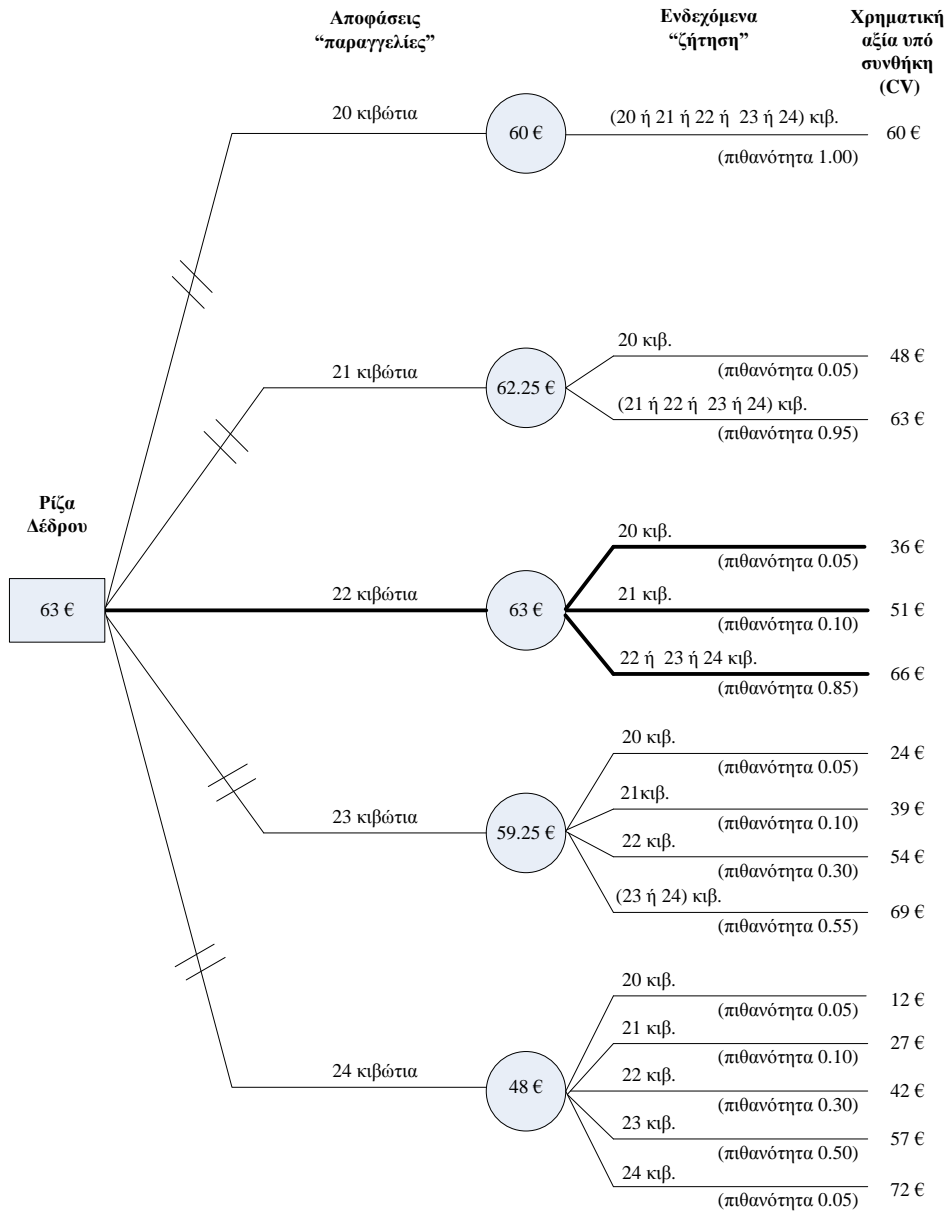 Αποφάσεις
“παραγγελίες”
Ενδεχόμενα
“ζήτηση”
Χρηματική
αξία υπό
συνθήκη
(CV)
20 κιβώτια
60 €
(20 ή 21 ή 22 ή 23 ή 24) κιβ.
(πιθανότητα 1.00)
60 €
21 κιβώτια
62.25 €
20 κιβ.
(πιθανότητα 0.05)
48 €
(21 ή 22 ή 23 ή 24) κιβ.
(πιθανότητα 0.95)
63 €
Ρίζα
Δέδρου
63 €
22 κιβώτια
63 €
20 κιβ.
(πιθανότητα 0.05)
36 €
21 κιβ.
(πιθανότητα 0.10)
51 €
22 ή 23 ή 24 κιβ.
(πιθανότητα 0.85)
66 €
23 κιβώτια
59.25 €
20 κιβ.
(πιθανότητα 0.05)
24 €
21κιβ.
(πιθανότητα 0.10)
39 €
22 κιβ.
(πιθανότητα 0.30)
54 €
(23 ή 24) κιβ.
(πιθανότητα 0.55)
69 €
24 κιβώτια
48 €
20 κιβ.
(πιθανότητα 0.05)
12 €
21 κιβ.
(πιθανότητα 0.10)
27 €
22 κιβ.
(πιθανότητα 0.30)
42 €
23 κιβ.
(πιθανότητα 0.50)
57 €
24 κιβ.
(πιθανότητα 0.05)
72 €